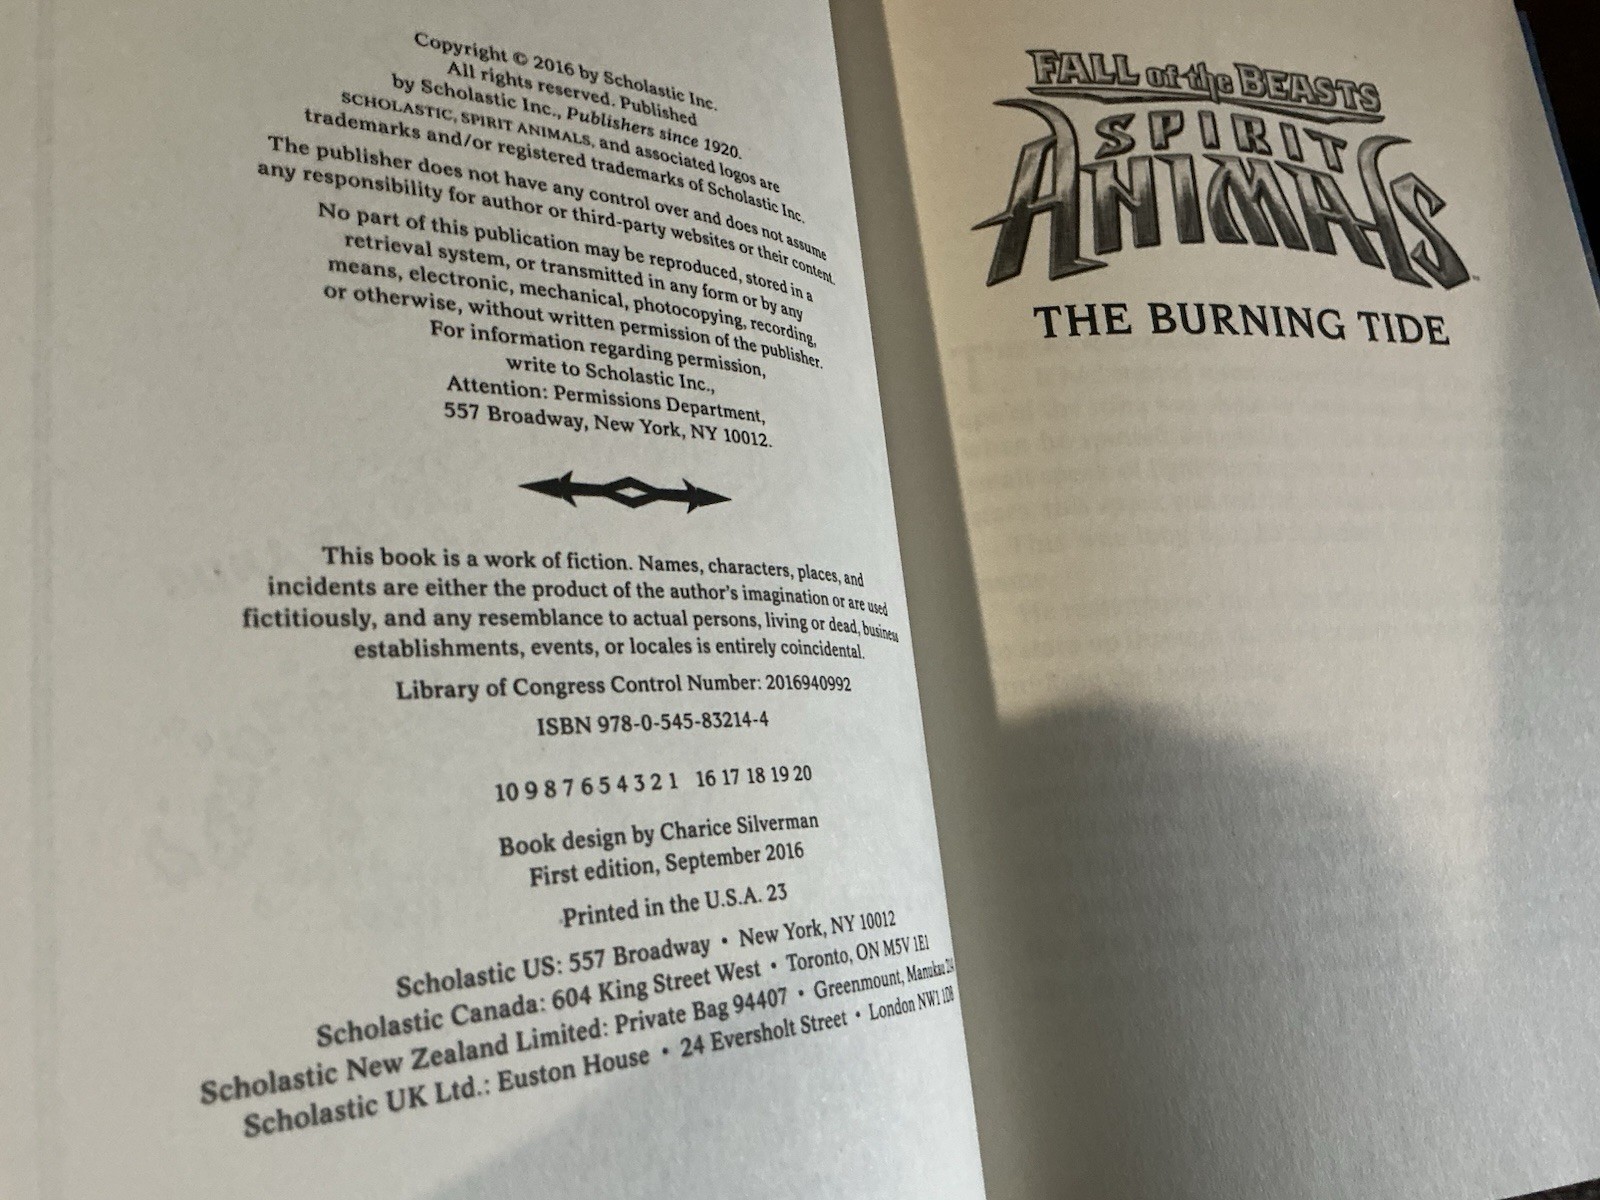 Copyright © 2016 by Scholastic Inc.
All rights reserved. Published
by Scholastic Inc., Publishers since 1920.
SCHOLASTIC, SPIRIT ANIMALS, and associated logos are
trademarks and/or registered trademarks of Scholastic Inc.
The publisher does not have any control over and does not assume
any responsibility for author or third-party websites or their content.
No part of this publication may be reproduced, stored in a
retrieval system, or transmitted in any form or by any
means, electronic, mechanical, photocopying, recording,
or otherwise, without written permission of the publisher.
For information regarding permission,
write to Scholastic Inc.,
Attention: Permissions Department,
557 Broadway, New York, NY 10012.
This book is a work of fiction. Names, characters, places, and
incidents are either the product of the author's imagination or are used
fictitiously, and any resemblance to actual persons, living or dead, business
establishments, events, or locales is entirely coincidental.
Library of Congress Control Number: 2016940992
ISBN 978-0-545-83214-4
10 9 8 7 6 5 4 3 2 1 16 17 18 19 20
Book design by Charice Silverman
First edition, September 2016
Printed in the U.S.A. 23
Scholastic US: 557 Broadway • New York, NY 10012
Scholastic Canada: 604 King Street West • Toronto, ON M5V 1E1
Scholastic New Zealand Limited: Private Bag 94407 • Greenmount, Manukau
Scholastic UK Ltd.: Euston House • 24 Eversholt Street • London NW1 1DB
FALL of the BEASTS
SPIRIT
ANIMALS™
THE BURNING TIDE